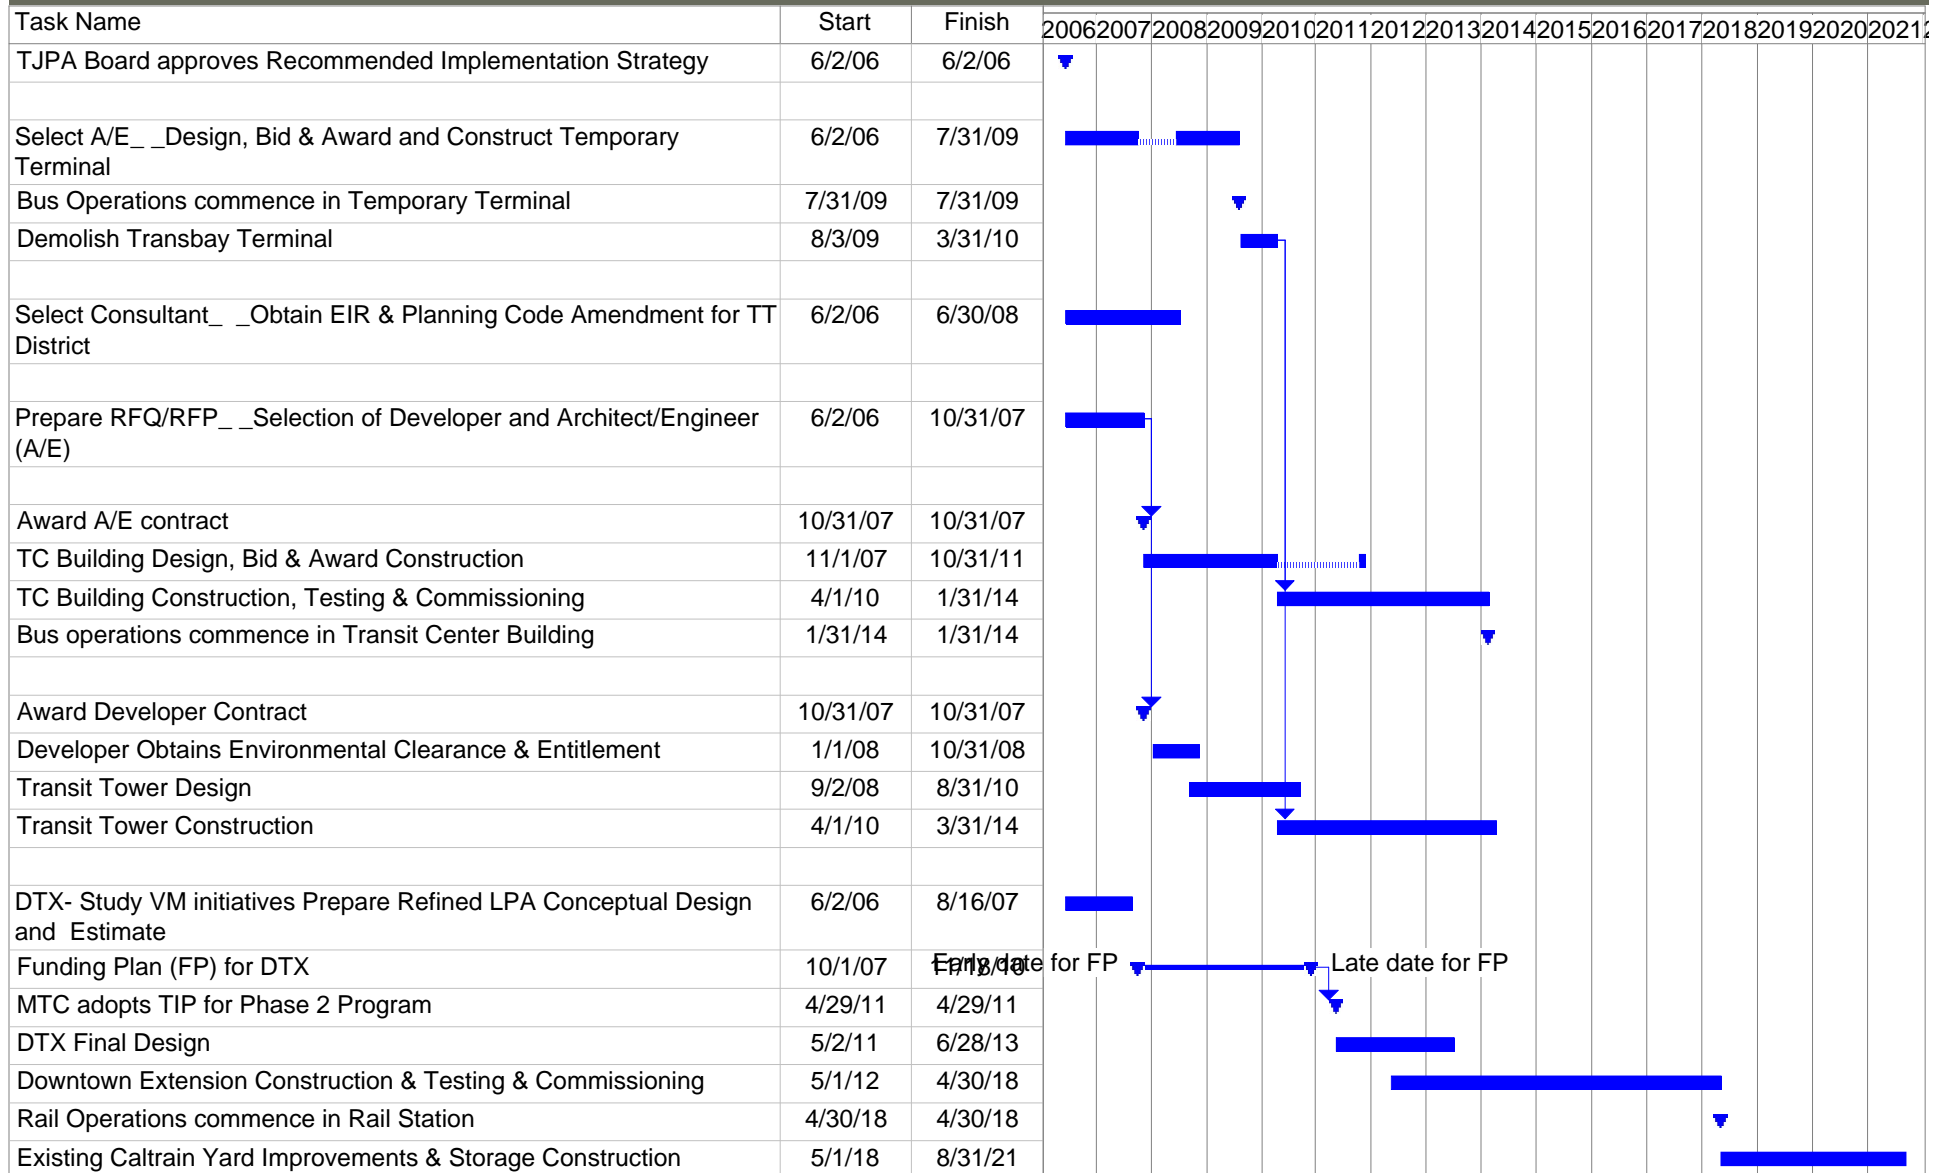 Task Name Start Finish 2006 2007 2008 2009 2010 2011 2012 2013 2014 2015 2016 2017 2018 2019 2020 2021
TJPA Board approves Recommended Implementation Strategy 6/2/06 6/2/06
Select A/E_ _Design, Bid & Award and Construct Temporary 6/2/06 7/31/09
Terminal
Bus Operations commence in Temporary Terminal 7/31/09 7/31/09
Demolish Transbay Terminal 8/3/09 3/31/10
Select Consultant_ _Obtain EIR & Planning Code Amendment for TT 6/2/06 6/30/08
District
Prepare RFQ/RFP_ _Selection of Developer and Architect/Engineer 6/2/06 10/31/07
(A/E)
Award A/E contract 10/31/07 10/31/07
TC Building Design, Bid & Award Construction 11/1/07 10/31/11
TC Building Construction, Testing & Commissioning 4/1/10 1/31/14
Bus operations commence in Transit Center Building 1/31/14 1/31/14
Award Developer Contract 10/31/07 10/31/07
Developer Obtains Environmental Clearance & Entitlement 1/1/08 10/31/08
Transit Tower Design 9/2/08 8/31/10
Transit Tower Construction 4/1/10 3/31/14
DTX- Study VM initiatives Prepare Refined LPA Conceptual Design 6/2/06 8/16/07
and Estimate
Funding Plan (FP) for DTX 10/1/07 Early date for FP Late date for FP
MTC adopts TIP for Phase 2 Program 4/29/11 4/29/11
DTX Final Design 5/2/11 6/28/13
Downtown Extension Construction & Testing & Commissioning 5/1/12 4/30/18
Rail Operations commence in Rail Station 4/30/18 4/30/18
Existing Caltrain Yard Improvements & Storage Construction 5/1/18 8/31/21